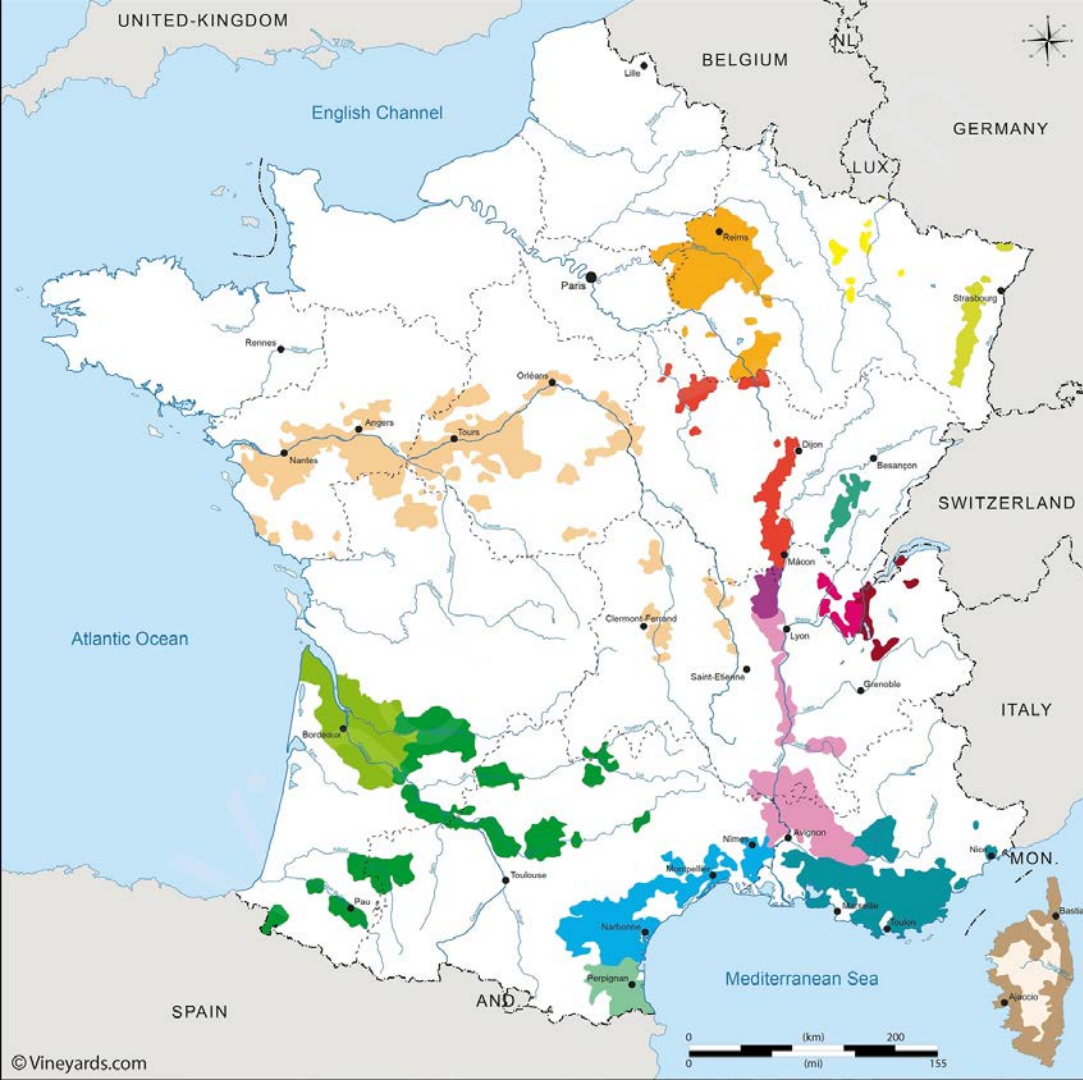 UNITED-KINGDOM
NL
BELGIUM
Lille
English Channel
GERMANY
LUX.
Reims
Paris
Strasbourg
Rennes
Orléans
Angers
Tours
Nantes
Dijon
Besançon
SWITZERLAND
Mâcon
Atlantic Ocean
Clermont-Ferrand
Lyon
Saint-Etienne
Grenoble
ITALY
Bordeaux
Avignon
Nîmes
Nice
MON.
Montpellier
Toulouse
Pau
Marseille
Toulon
Bastia
Narbonne
Perpignan
Mediterranean Sea
Ajaccio
AND.
SPAIN
0 (km) 200
0 (mi) 155
© Vineyards.com